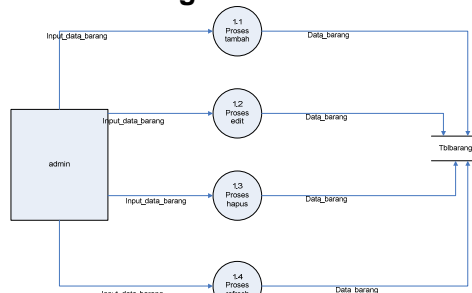 1.1
Proses
tambah
Input_data_barang
Data_barang
1.2
Proses
edit
Input_data_barang
Data_barang
Tblbarang
admin
1.3
Proses
hapus
Input_data_barang
Data_barang
1.4
Proses
Data_barang